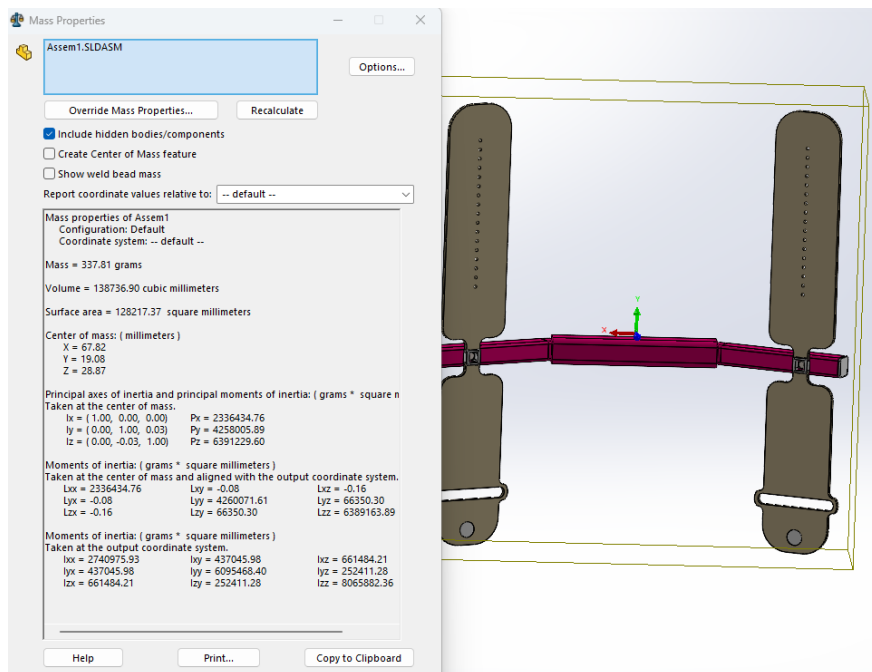 Mass Properties
Assem1.SLDASM
Options...
Override Mass Properties...
Recalculate
Include hidden bodies/components
Create Center of Mass feature
Show weld bead mass
Report coordinate values relative to: -- default --
Mass properties of Assem1
Configuration: Default
Coordinate system: -- default --
Mass = 337.81 grams
Volume = 138736.90 cubic millimeters
Surface area = 128217.37 square millimeters
Center of mass: ( millimeters )
X = 67.82
Y = 19.08
Z = 28.87
Principal axes of inertia and principal moments of inertia: ( grams * square n
Taken at the center of mass.
Ix = ( 1.00, 0.00, 0.00) Px = 2336434.76
Iy = ( 0.00, 1.00, 0.03) Py = 4258005.89
Iz = ( 0.00, -0.03, 1.00) Pz = 6391229.60
Moments of inertia: ( grams * square millimeters )
Taken at the center of mass and aligned with the output coordinate system.
Lxx = 2336434.76 Lxy = -0.08 Lxz = -0.16
Lyx = -0.08 Lyy = 4260071.61 Lyz = 66350.30
Lzx = -0.16 Lzy = 66350.30 Lzz = 6389163.89
Moments of inertia: ( grams * square millimeters )
Taken at the output coordinate system.
Ixx = 2740975.93 Ixy = 437045.98 Ixz = 661484.21
Iyx = 437045.98 Iyy = 6095468.40 Iyz = 252411.28
Izx = 661484.21 Izy = 252411.28 Izz = 8065882.36
Help
Print...
Copy to Clipboard
Y
X